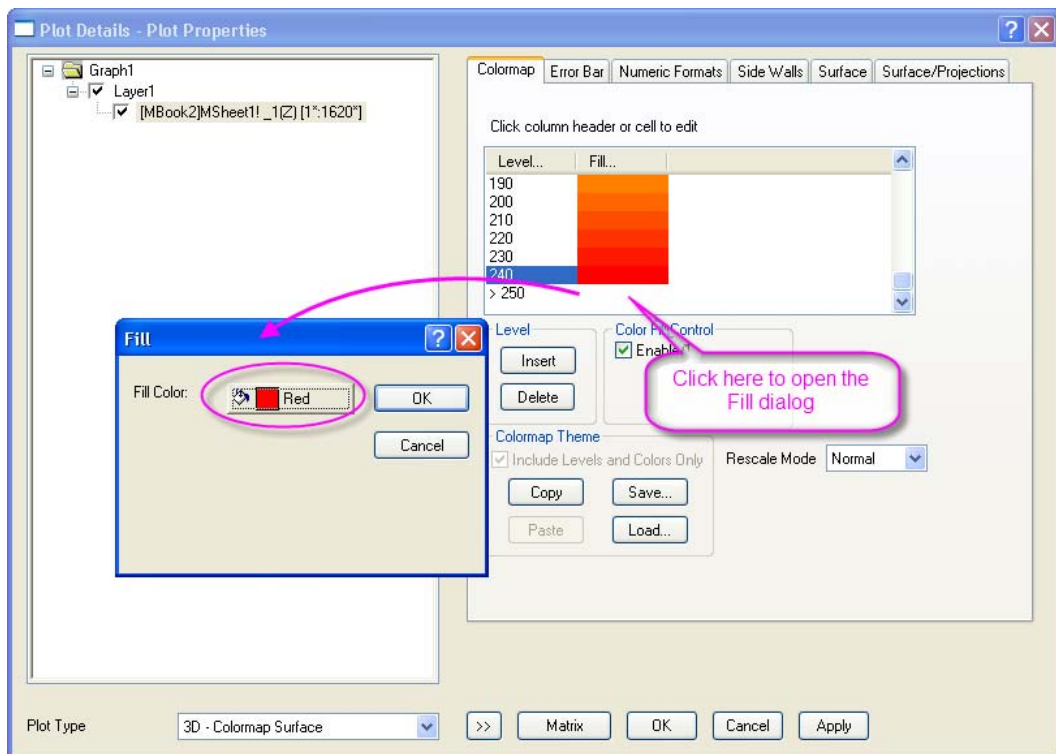 Plot Details - Plot Properties
Graph1
Layer1
[MBook2]MSheet1! _1(Z) [1*:1620*]
Colormap Error Bar Numeric Formats Side Walls Surface Surface/Projections
Click column header or cell to edit
Level... Fill...
190
200
210
220
230
240
> 250
Level
Insert
Delete
Color Fill Control
Enable
Click here to open the
Fill dialog
Fill
Fill Color:
Red
OK
Cancel
Colormap Theme
Include Levels and Colors Only
Copy Save...
Paste Load...
Rescale Mode Normal
Plot Type 3D - Colormap Surface
>> Matrix OK Cancel Apply